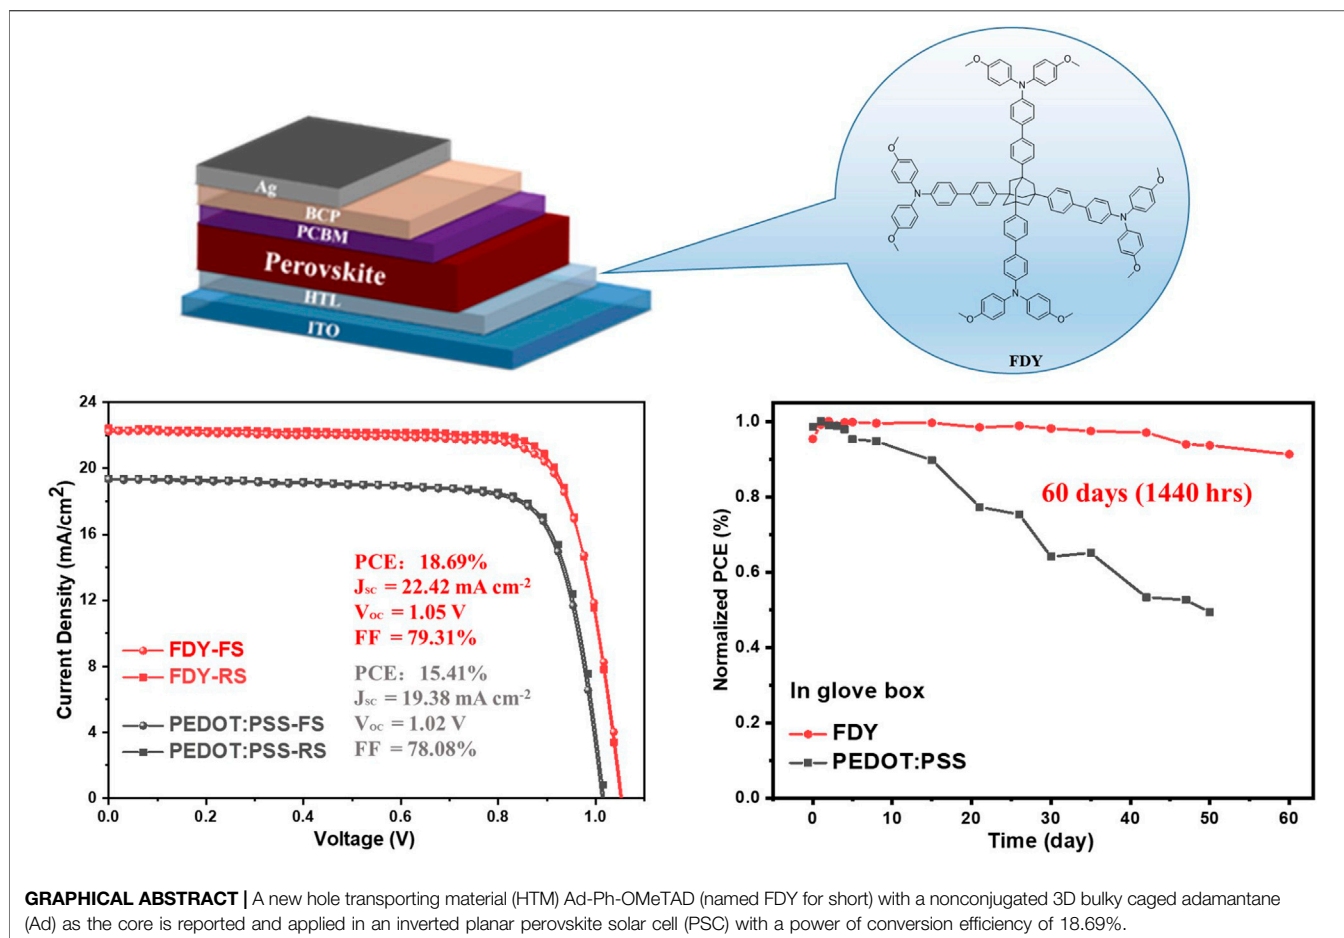 Ag
BCP
PCBM
Perovskite
HTL
ITO
O
O
N
O
N
O
O
N
O
N
O
O
FDY
24
20
16
12
8
4
0
Current Density (mA/cm2)
0.0 0.2 0.4 0.6 0.8 1.0
Voltage (V)
PCE: 18.69%
Jsc = 22.42 mA cm-2
Voc = 1.05 V
FF = 79.31%
PCE: 15.41%
Jsc = 19.38 mA cm-2
Voc = 1.02 V
FF = 78.08%
FDY-FS
FDY-RS
PEDOT:PSS-FS
PEDOT:PSS-RS
1.0
0.8
0.6
0.4
0.2
0.0
Normalized PCE (%)
60 days (1440 hrs)
In glove box
FDY
PEDOT:PSS
0 10 20 30 40 50 60
Time (day)
GRAPHICAL ABSTRACT | A new hole transporting material (HTM) Ad-Ph-OMeTAD (named FDY for short) with a nonconjugated 3D bulky caged adamantane
(Ad) as the core is reported and applied in an inverted planar perovskite solar cell (PSC) with a power of conversion efficiency of 18.69%.